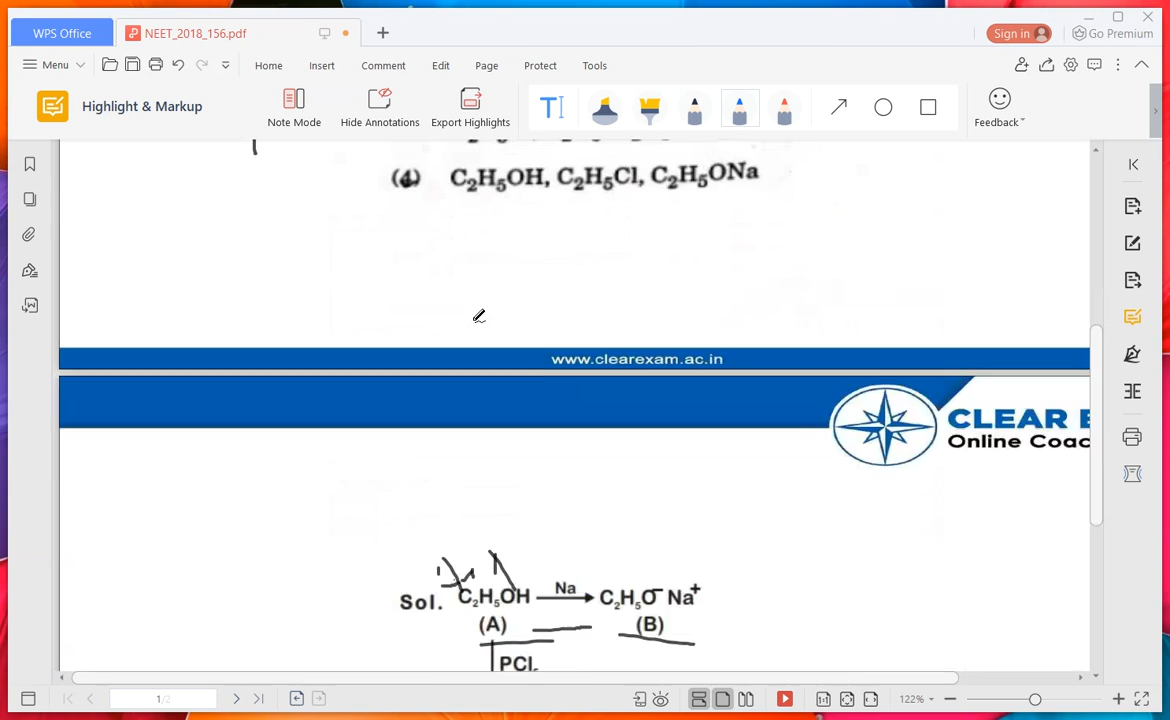 WPS Office
NEET_2018_156.pdf
Sign in
Go Premium
Menu
Home
Insert
Comment
Edit
Page
Protect
Tools
Highlight & Markup
Note Mode
Hide Annotations
Export Highlights
T
Feedback
(4) C₂H₅OH, C₂H₅Cl, C₂H₅ONa
www.clearexam.ac.in
CLEAR E
Online Coac
Sol. C₂H₅OH Na→ C₂H₅O⁻ Na⁺
(A) (B)
PCl₅
1/2
122%